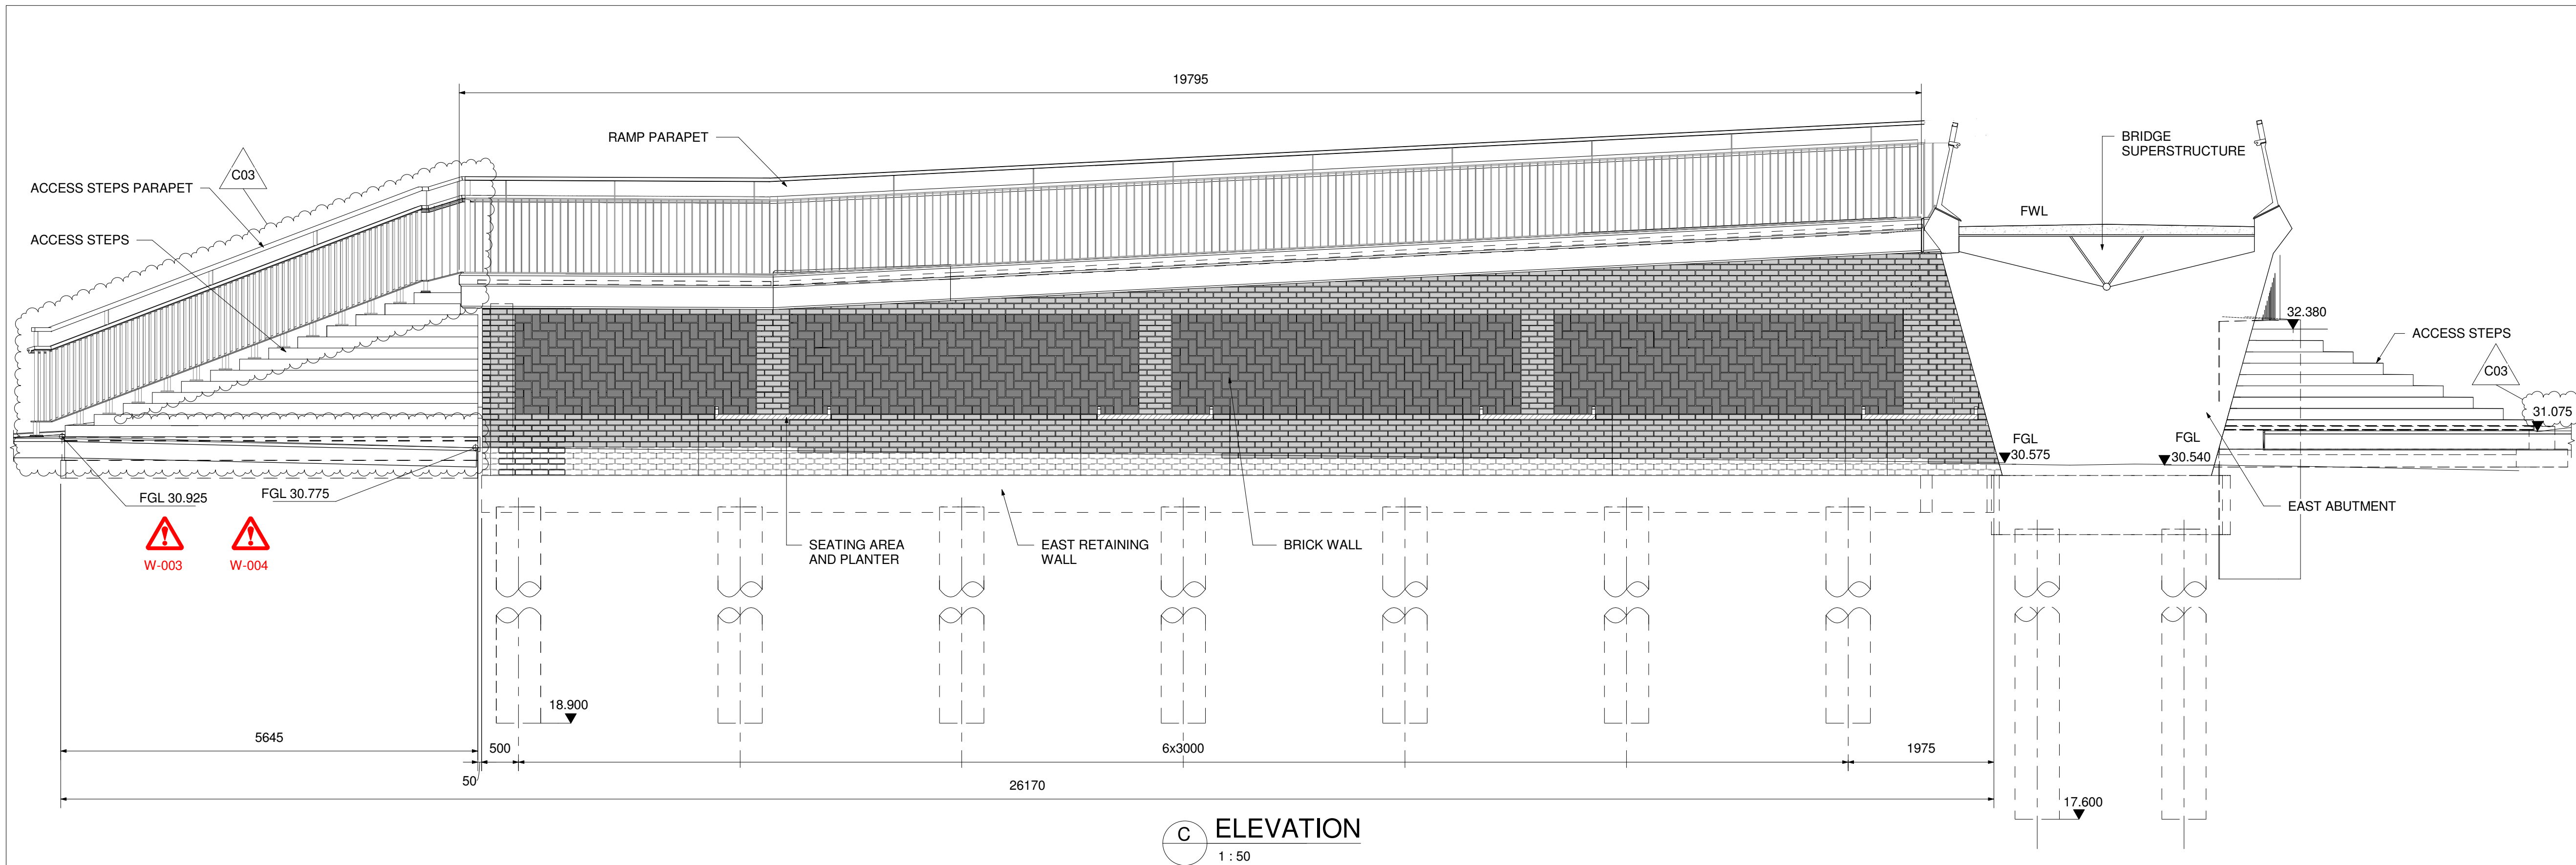 19795
RAMP PARAPET
BRIDGE
SUPERSTRUCTURE
C03
ACCESS STEPS PARAPET
FWL
ACCESS STEPS
32.380
ACCESS STEPS
C03
31.075
FGL
30.575
FGL
30.540
FGL 30.925
FGL 30.775
EAST ABUTMENT
W-003
W-004
SEATING AREA
AND PLANTER
EAST RETAINING
WALL
BRICK WALL
18.900
5645
500
6x3000
1975
50
26170
17.600
C
ELEVATION
1 : 50